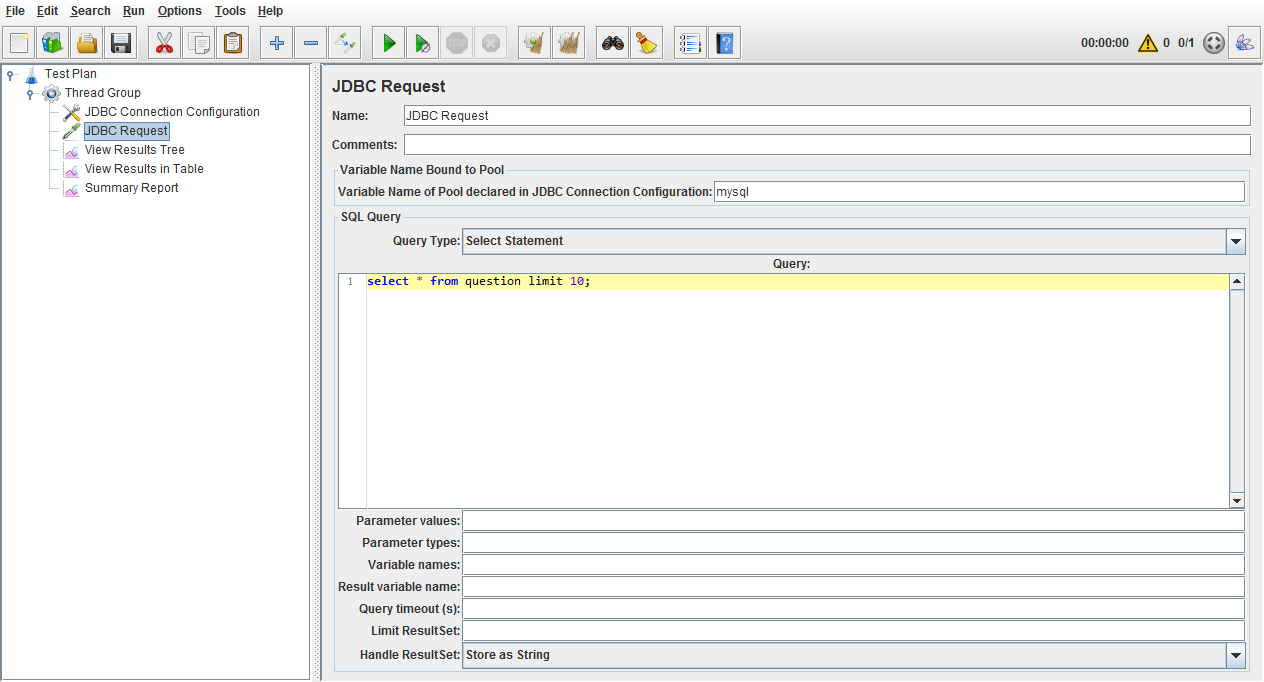 File Edit Search Run Options Tools Help
STOP
00:00:00 0 0/1
Test Plan
Thread Group
JDBC Connection Configuration
JDBC Request
View Results Tree
View Results in Table
Summary Report
JDBC Request
Name: JDBC Request
Comments:
Variable Name Bound to Pool
Variable Name of Pool declared in JDBC Connection Configuration: mysql
SQL Query
Query Type: Select Statement
Query:
1 select * from question limit 10;
Parameter values:
Parameter types:
Variable names:
Result variable name:
Query timeout (s):
Limit ResultSet:
Handle ResultSet: Store as String